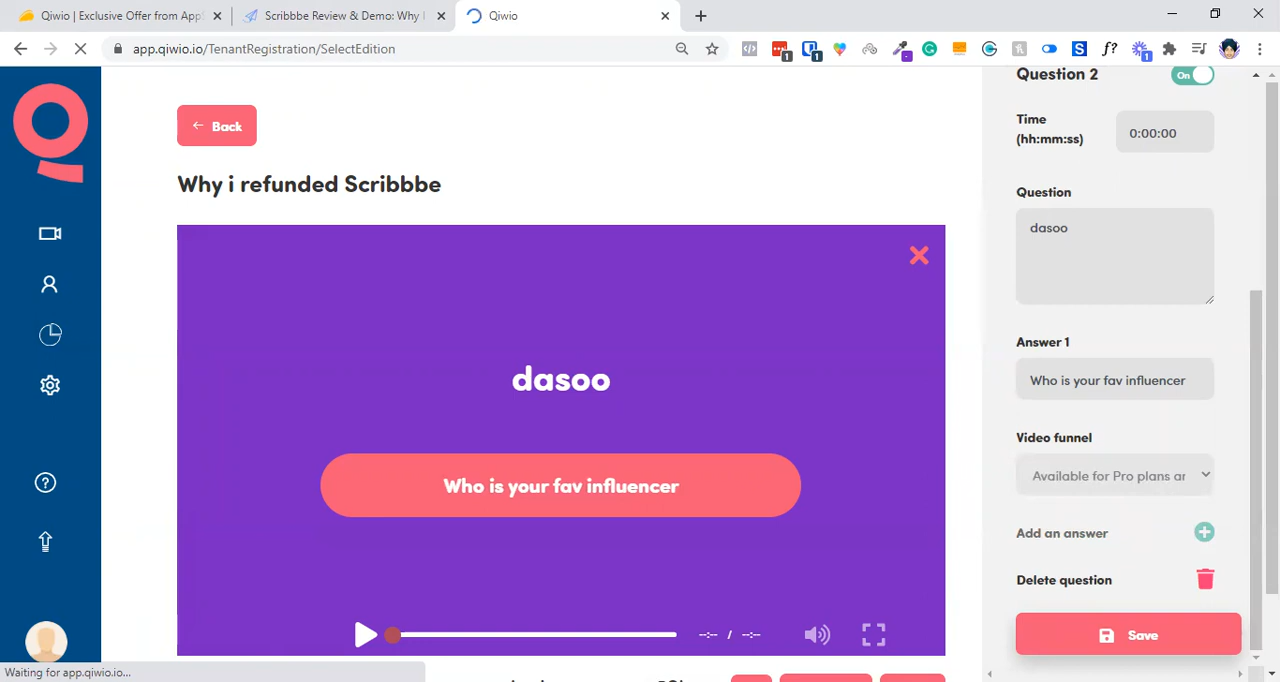 Qiwio | Exclusive Offer from App
Scribbbe Review & Demo: Why I
Qiwio
app.qiwio.io/TenantRegistration/SelectEdition
1
1
1
f?
S
Back
Why i refunded Scribbbe
dasoo
Who is your fav influencer
--:-- / --:--
Question 2
On
Time
(hh:mm:ss)
0:00:00
Question
dasoo
Answer 1
Who is your fav influencer
Video funnel
Available for Pro plans ar
Add an answer
Delete question
Save
Waiting for app.qiwio.io...